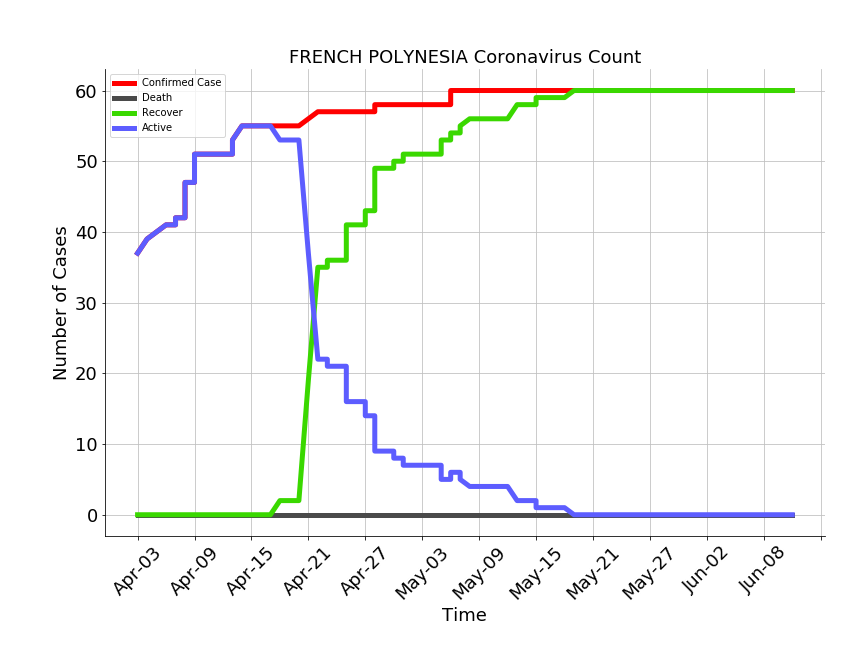 FRENCH POLYNESIA Coronavirus Count
Confirmed Case
Death
Recover
Active
Number of Cases
60
50
40
30
20
10
0
Apr-03
Apr-09
Apr-15
Apr-21
Apr-27
May-03
May-09
May-15
May-21
May-27
Jun-02
Jun-08
Time